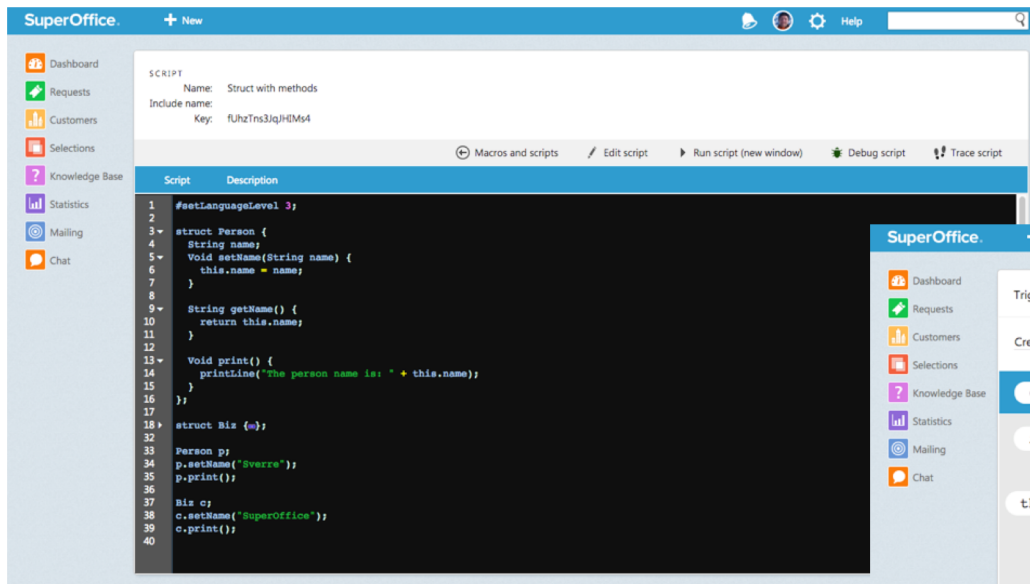 SuperOffice.
New
Help
Dashboard
Requests
Customers
Selections
Knowledge Base
Statistics
Mailing
Chat
SCRIPT
Name: Struct with methods
Include name:
Key: fUhzTns3JqJHIMs4
Macros and scripts Edit script Run script (new window) Debug script Trace script
Script Description
1 #setLanguageLevel 3;
2
3 struct Person {
4 String name;
5 Void setName(String name) {
6 this.name = name;
7 }
8
9 String getName() {
10 return this.name;
11 }
12
13 Void print() {
14 printLine("The person name is: " + this.name);
15 }
16 };
17
18 struct Biz {↔};
32
33 Person p;
34 p.setName("Sverre");
35 p.print();
36
37 Biz c;
38 c.setName("SuperOffice");
39 c.print();
40
SuperOffice.
Dashboard
Requests
Customers
Selections
Knowledge Base
Statistics
Mailing
Chat
Trig
Cre